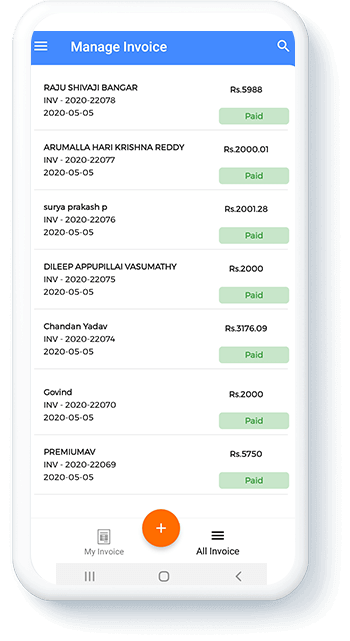 Manage Invoice
RAJU SHIVAJI BANGAR
Rs.5988
INV - 2020-22078
2020-05-05
Paid
ARUMALLA HARI KRISHNA REDDY
Rs.2000.01
INV - 2020-22077
2020-05-05
Paid
surya prakash p
Rs.2001.28
INV - 2020-22076
2020-05-05
Paid
DILEEP APPUPILLAI VASUMATHY
Rs.2000
INV - 2020-22075
2020-05-05
Paid
Chandan Yadav
Rs.3176.09
INV - 2020-22074
2020-05-05
Paid
Govind
Rs.2000
INV - 2020-22070
2020-05-05
Paid
PREMIUMAV
Rs.5750
INV - 2020-22069
2020-05-05
Paid
+
My Invoice
All Invoice